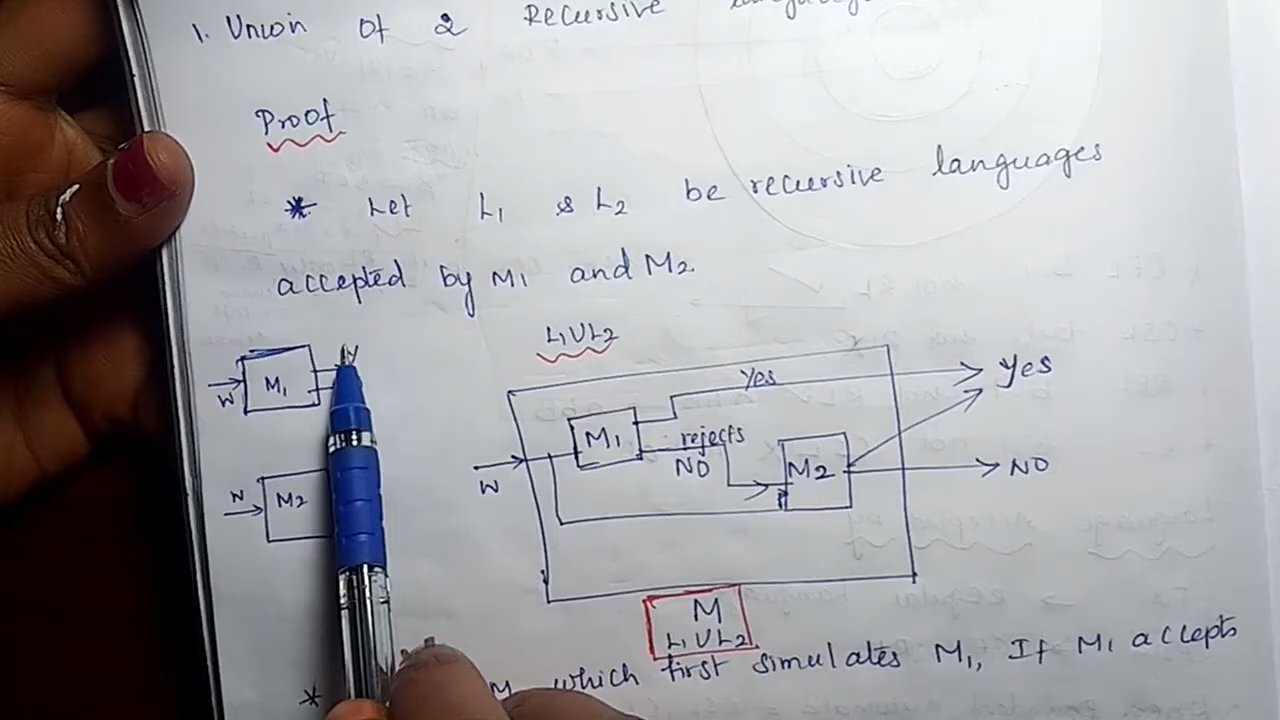 1. Union of 2 Recursive
Proof
* Let L1 & L2 be recursive languages
accepted by M1 and M2.
L1UL2
W M1 Y
W M2
W M1 Yes rejects NO M2 Yes NO
M
L1UL2
* M which first simulates M1, If M1 accepts